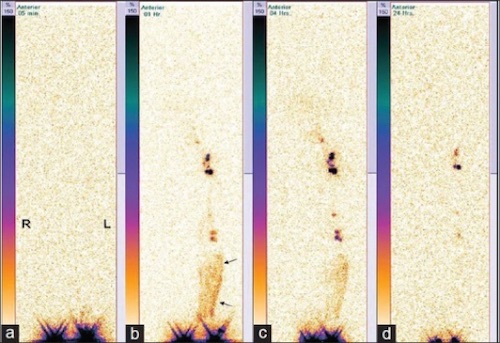 %
150
Anterior
05 min.
R
L
a
%
150
Anterior
01 Hr.
b
%
150
Anterior
04 Hrs.
c
%
150
Anterior
24 Hrs.
d